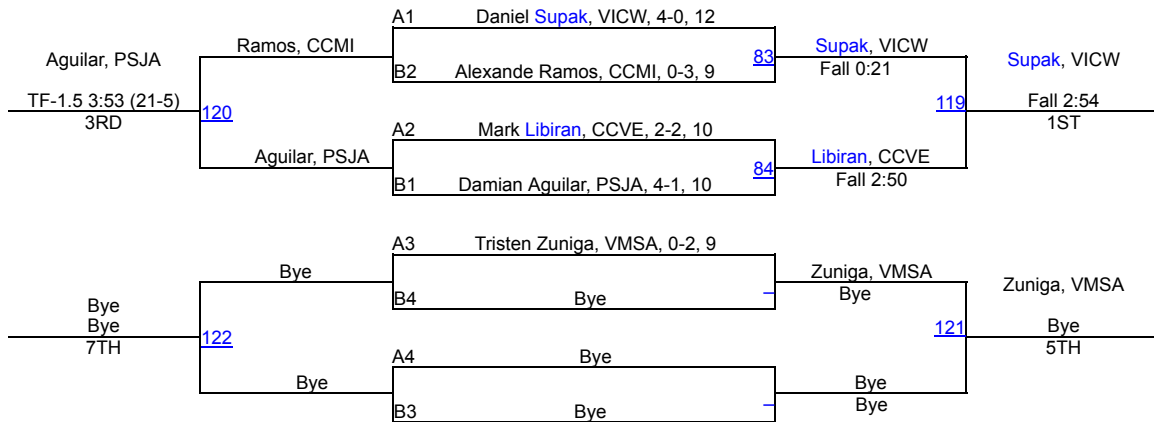 A1 Daniel Supak, VICW, 4-0, 12
Ramos, CCMI
Supak, VICW
Aguilar, PSJA
83
Supak, VICW
B2 Alexande Ramos, CCMI, 0-3, 9
Fall 0:21
TF-1.5 3:53 (21-5)
120
119
Fall 2:54
3RD
1ST
A2 Mark Libiran, CCVE, 2-2, 10
Aguilar, PSJA
84
Libiran, CCVE
B1 Damian Aguilar, PSJA, 4-1, 10
Fall 2:50
A3 Tristen Zuniga, VMSA, 0-2, 9
Bye
Zuniga, VMSA
Zuniga, VMSA
B4 Bye
Bye
Bye
Bye
122
121
Bye
7TH
5TH
A4 Bye
Bye
Bye
B3 Bye
Bye